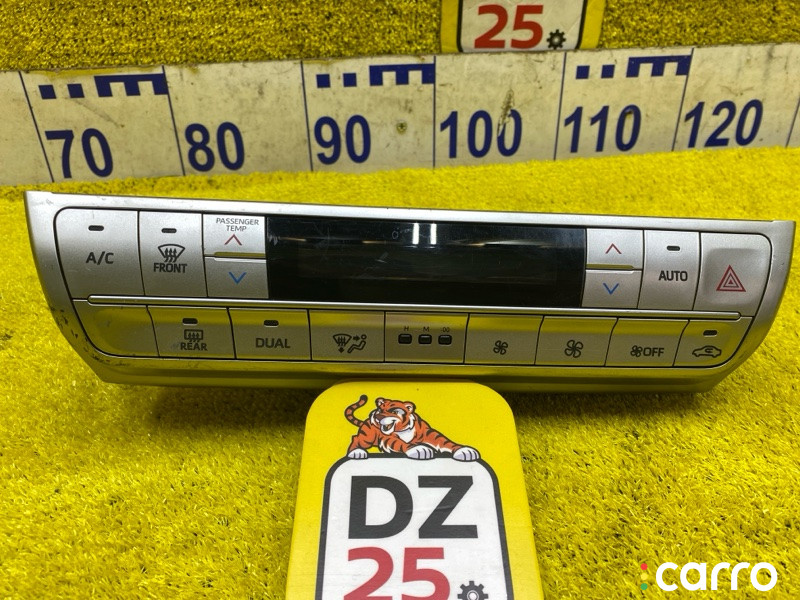 25
70 80 90 100 110 120
PASSENGER
TEMP
A/C
FRONT
AUTO
REAR
DUAL
H M
OFF
DZ
25
carro